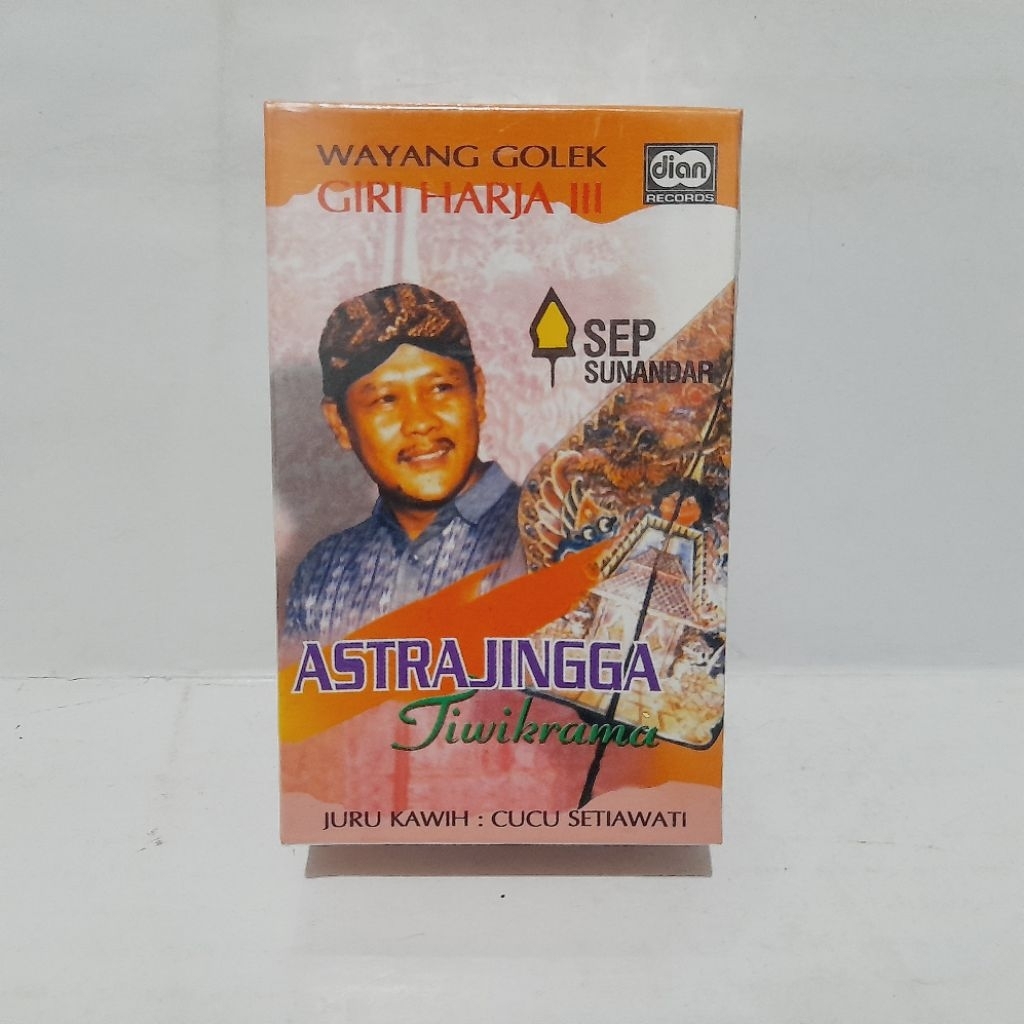 WAYANG GOLEK
GIRI HARJA III
dian
RECORDS
SEP
SUNANDAR
ASTRAJINGGA
Tiwikrama
JURU KAWIH : CUCU SETIAWATI